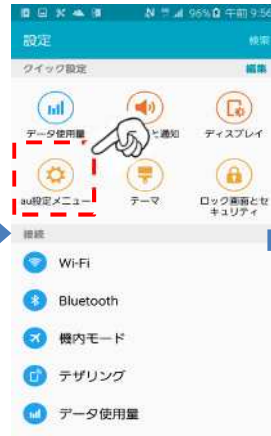 96% 午前 9:56
設定 検索
クイック設定 編集
データ使用量 と通知 ディスプレイ
au設定メニュー テーマ ロック画面とセキュリティ
接続
Wi-Fi
Bluetooth
機内モード
テザリング
データ使用量